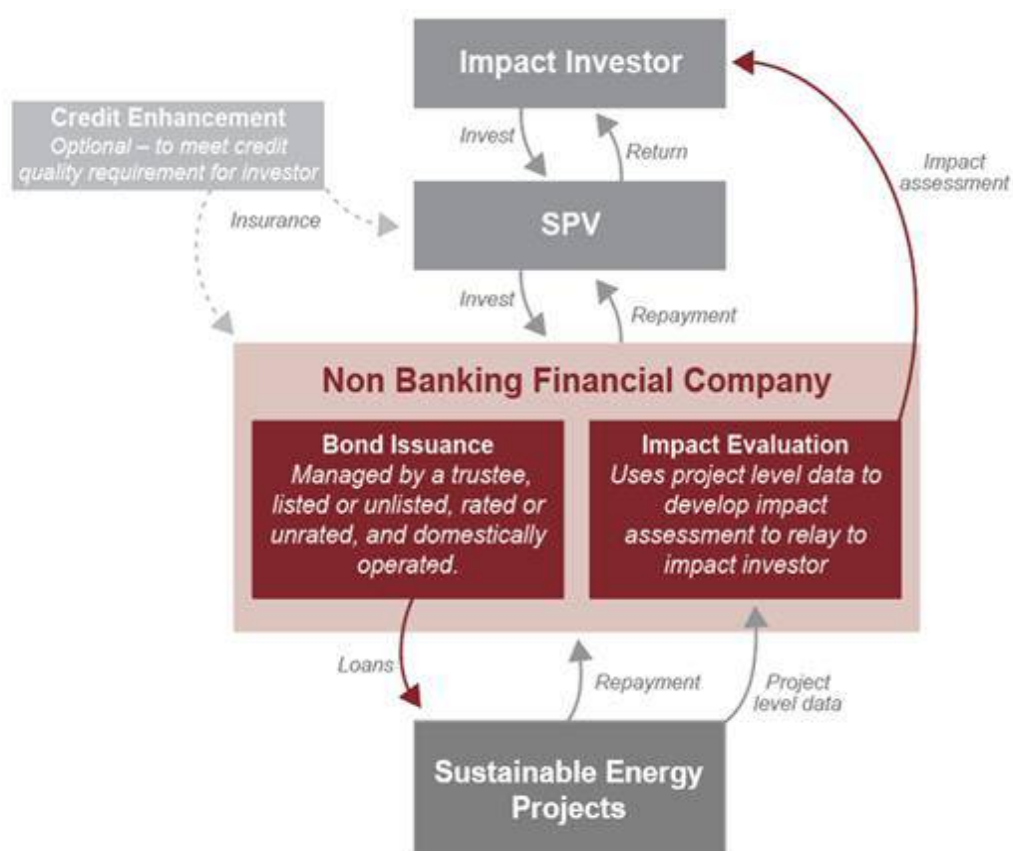 Impact Investor
Credit Enhancement
Optional – to meet credit
quality requirement for investor
Invest
Return
Impact
assessment
Insurance
SPV
Invest
Repayment
Non Banking Financial Company
Bond Issuance
Managed by a trustee,
listed or unlisted, rated or
unrated, and domestically
operated.
Impact Evaluation
Uses project level data to
develop impact
assessment to relay to
impact investor
Loans
Repayment
Project
level data
Sustainable Energy
Projects